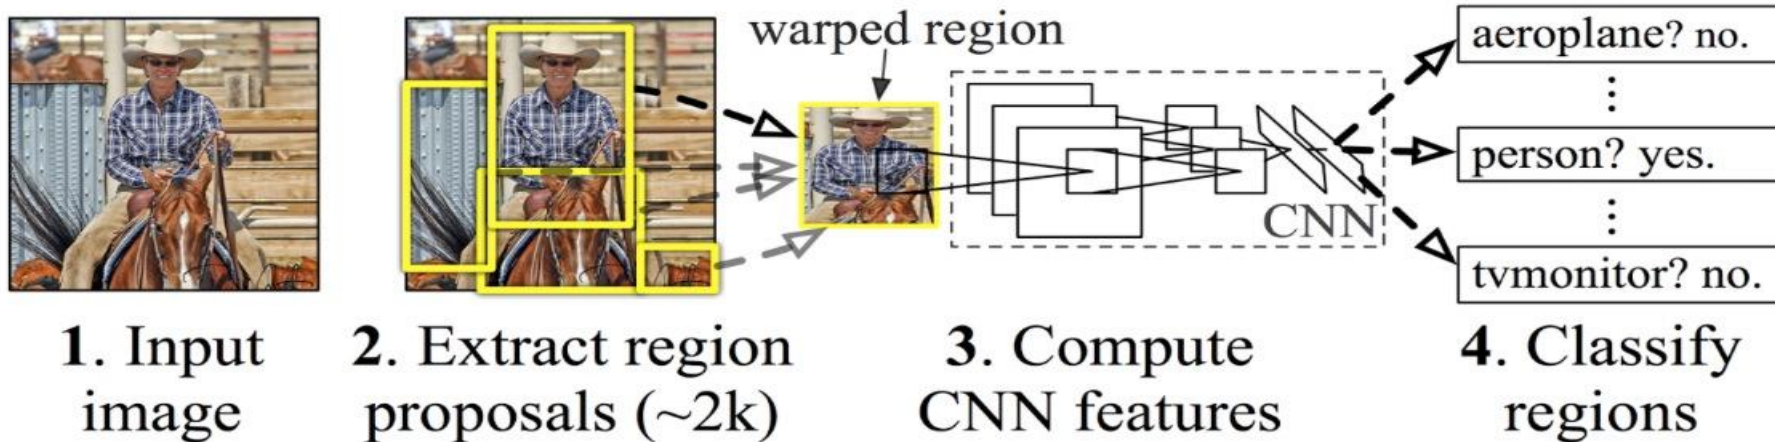 warped region
aeroplane? no.
person? yes.
CNN
tvmonitor? no.
1. Input
image
2. Extract region
proposals (~2k)
3. Compute
CNN features
4. Classify
regions